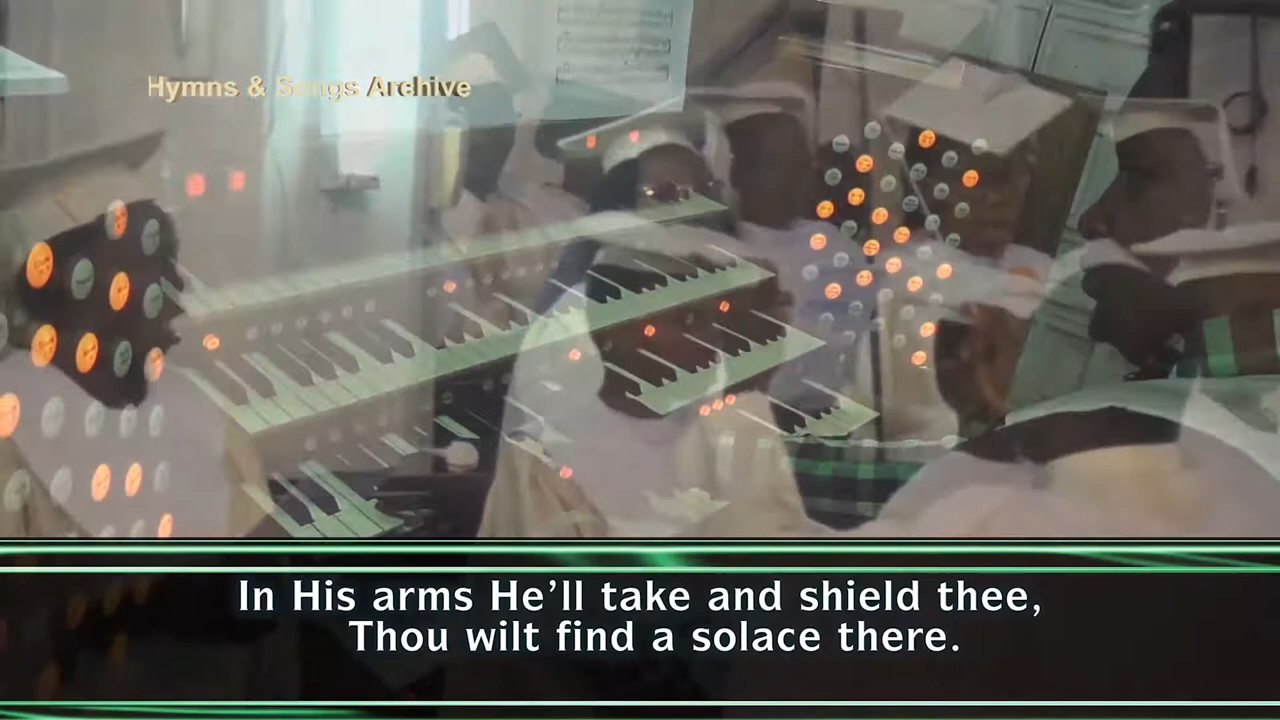 Hymns & Songs Archive
In His arms He’ll take and shield thee,
Thou wilt find a solace there.